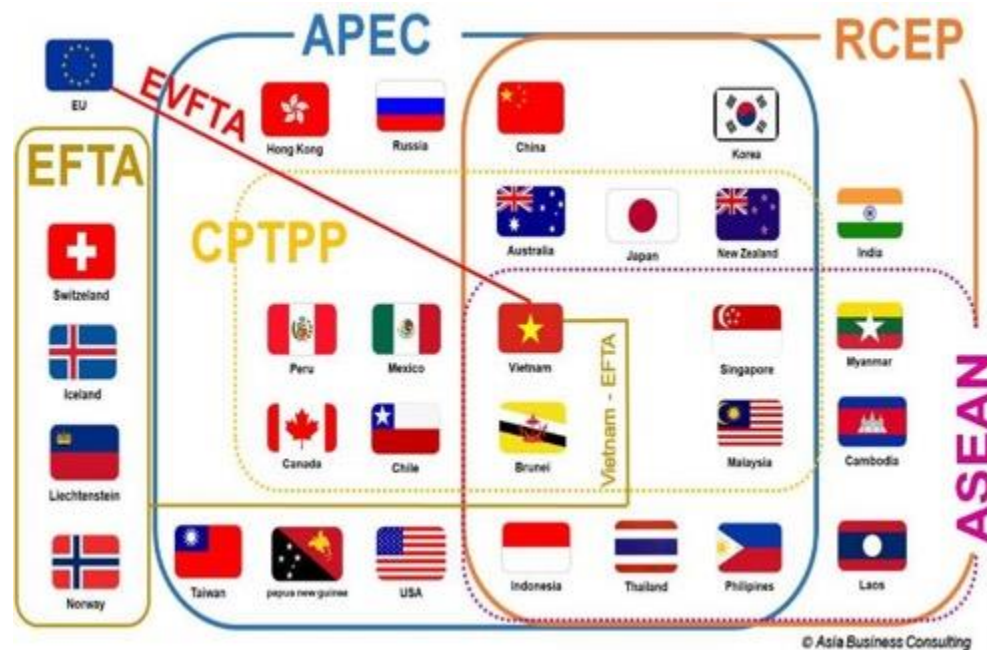 APEC
RCEP
EU
EVFTA
Hong Kong
Russia
China
Korea
EFTA
CPTPP
Australia
Japan
New Zealand
India
Switzeland
Iceland
Peru
Mexico
Vietnam
Singapore
Myanmar
Vietnam - EFTA
ASEAN
Liechtenstein
Canada
Chile
Brunei
Malaysia
Cambodia
Norway
Taiwan
papua new guinea
USA
Indonesia
Thailand
Philipines
Laos
© Asia Business Consulting